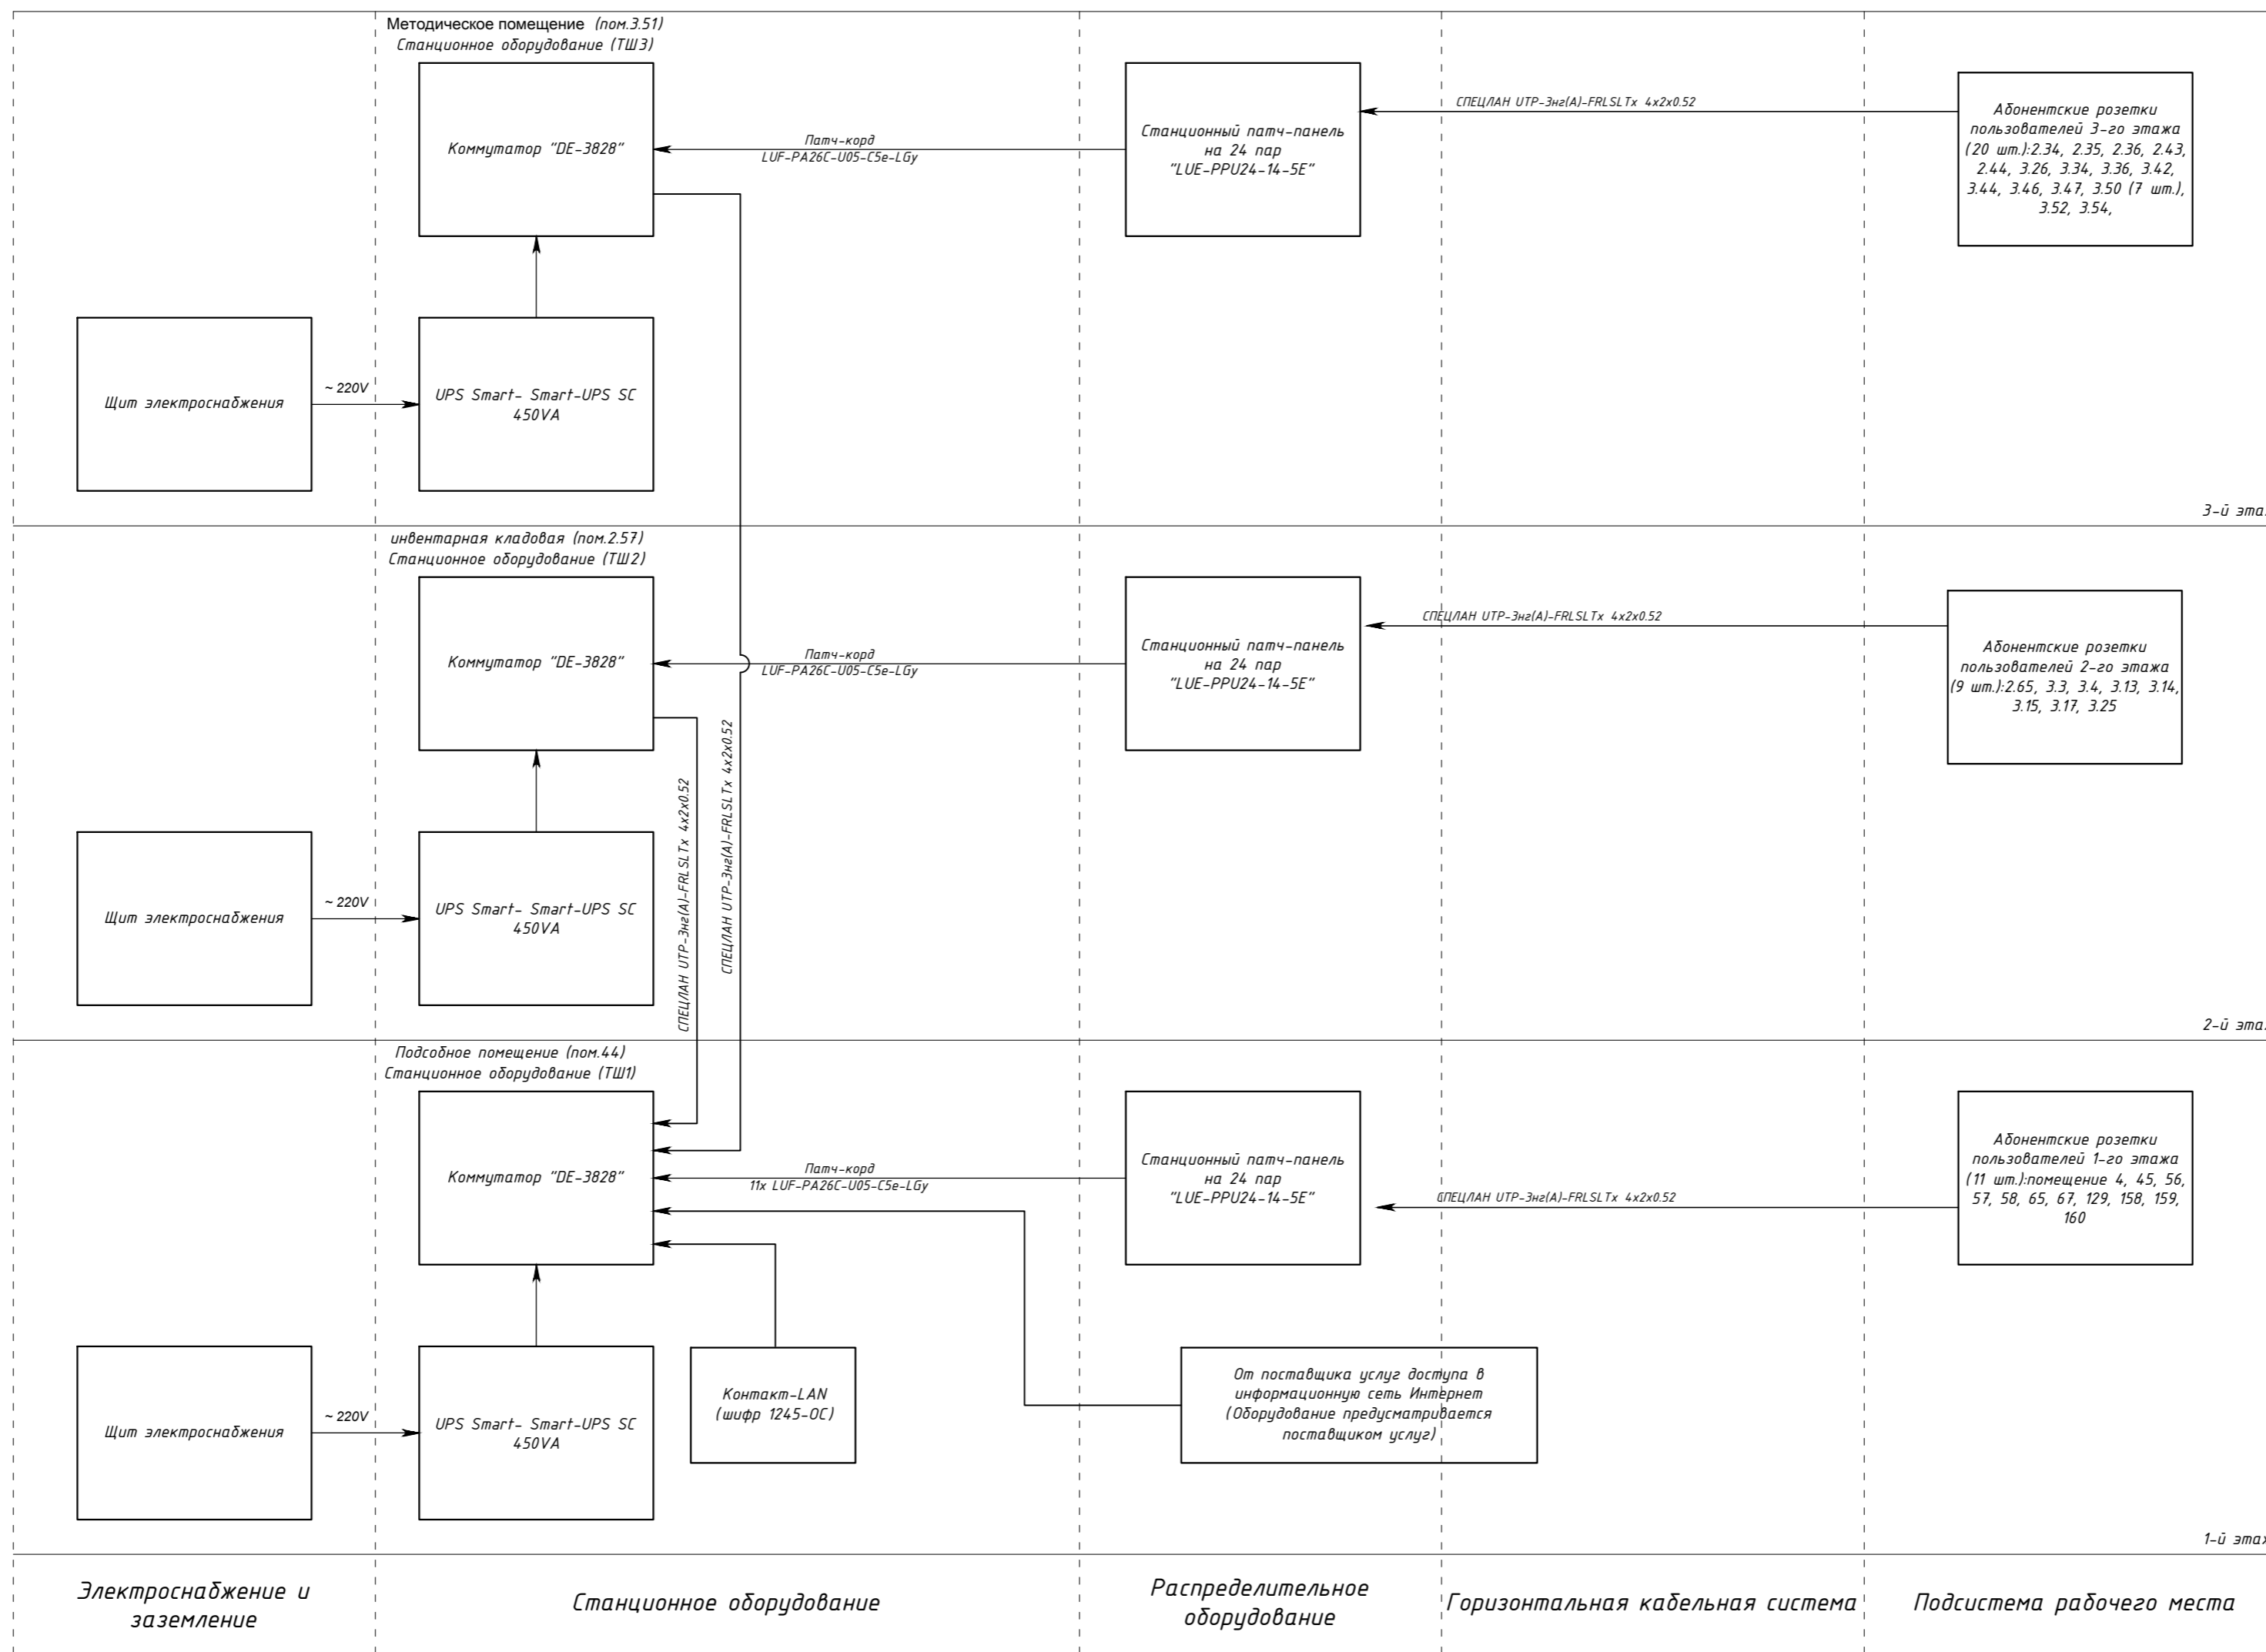 Методическое помещение (пом.3.51)
Станционное оборудование (ТШ3)
Коммутатор "DE-3828"
Патч-корд
LUF-PA26C-U05-C5e-LGy
Станционный патч-панель
на 24 пар
"LUE-PPU24-14-5E"
СПЕЦЛАН UTP-3нг(А)-FRLSLTx 4x2x0.52
Абонентские розетки
пользователей 3-го этажа
(20 шт.):2.34, 2.35, 2.36, 2.43,
2.44, 3.26, 3.34, 3.36, 3.42,
3.44, 3.46, 3.47, 3.50 (7 шт.),
3.52, 3.54,
Щит электроснабжения
~ 220V
UPS Smart- Smart-UPS SC
450VA
3-й эта
инвентарная кладовая (пом.2.57)
Станционное оборудование (ТШ2)
Коммутатор "DE-3828"
Патч-корд
LUF-PA26C-U05-C5e-LGy
Станционный патч-панель
на 24 пар
"LUE-PPU24-14-5E"
СПЕЦЛАН UTP-3нг(А)-FRLSLTx 4x2x0.52
Абонентские розетки
пользователей 2-го этажа
(9 шт.):2.65, 3.3, 3.4, 3.13, 3.14,
3.15, 3.17, 3.25
СПЕЦЛАН UTP-3нг(А)-FRLSLTx 4x2x0.52
СПЕЦЛАН UTP-3нг(А)-FRLSLTx 4x2x0.52
Щит электроснабжения
~ 220V
UPS Smart- Smart-UPS SC
450VA
2-й эта
Подсобное помещение (пом.44)
Станционное оборудование (ТШ1)
Коммутатор "DE-3828"
Патч-корд
11x LUF-PA26C-U05-C5e-LGy
Станционный патч-панель
на 24 пар
"LUE-PPU24-14-5E"
СПЕЦЛАН UTP-3нг(А)-FRLSLTx 4x2x0.52
Абонентские розетки
пользователей 1-го этажа
(11 шт.):помещение 4, 45, 56,
57, 58, 65, 67, 129, 158, 159,
160
Щит электроснабжения
~ 220V
UPS Smart- Smart-UPS SC
450VA
Контакт-LAN
(шифр 1245-ОС)
От поставщика услуг доступа в
информационную сеть Интернет
(Оборудование предусматривается
поставщиком услуг)
1-й этаж
Электроснабжение и
заземление
Станционное оборудование
Распределительное
оборудование
Горизонтальная кабельная система
Подсистема рабочего места